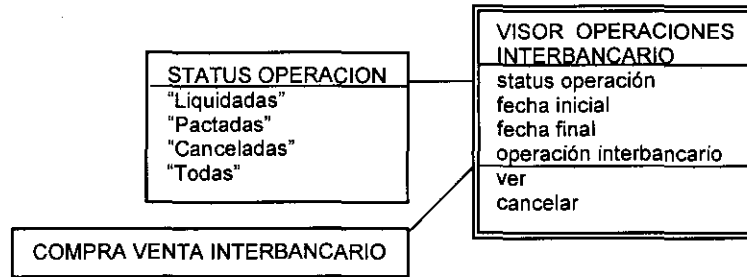 STATUS OPERACION
"Liquidadas"
"Pactadas"
"Canceladas"
"Todas"
VISOR OPERACIONES
INTERBANCARIO
status operación
fecha inicial
fecha final
operación interbancario
ver
cancelar
COMPRA VENTA INTERBANCARIO